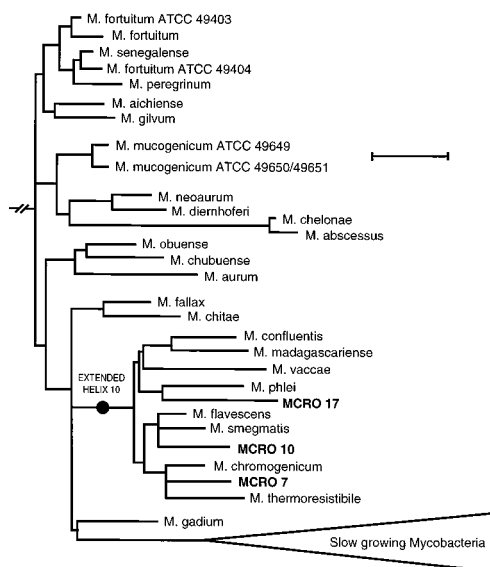 M. fortuitum ATCC 49403
M. fortuitum
M. senegalense
M. fortuitum ATCC 49404
M. peregrinum
M. aichiense
M. gilvum
M. mucogenicum ATCC 49649
M. mucogenicum ATCC 49650/49651
M. neoaurum
M. diernhoferi
M. chelonae
M. abscessus
M. obuense
M. chubuense
M. aurum
M. fallax
M. chitae
EXTENDED
HELIX 10
M. confluentis
M. madagascariense
M. vaccae
M. phlei
MCRO 17
M. flavescens
M. smegmatis
MCRO 10
M. chromogenicum
MCRO 7
M. thermoresistibile
M. gadium
Slow growing Mycobacteria